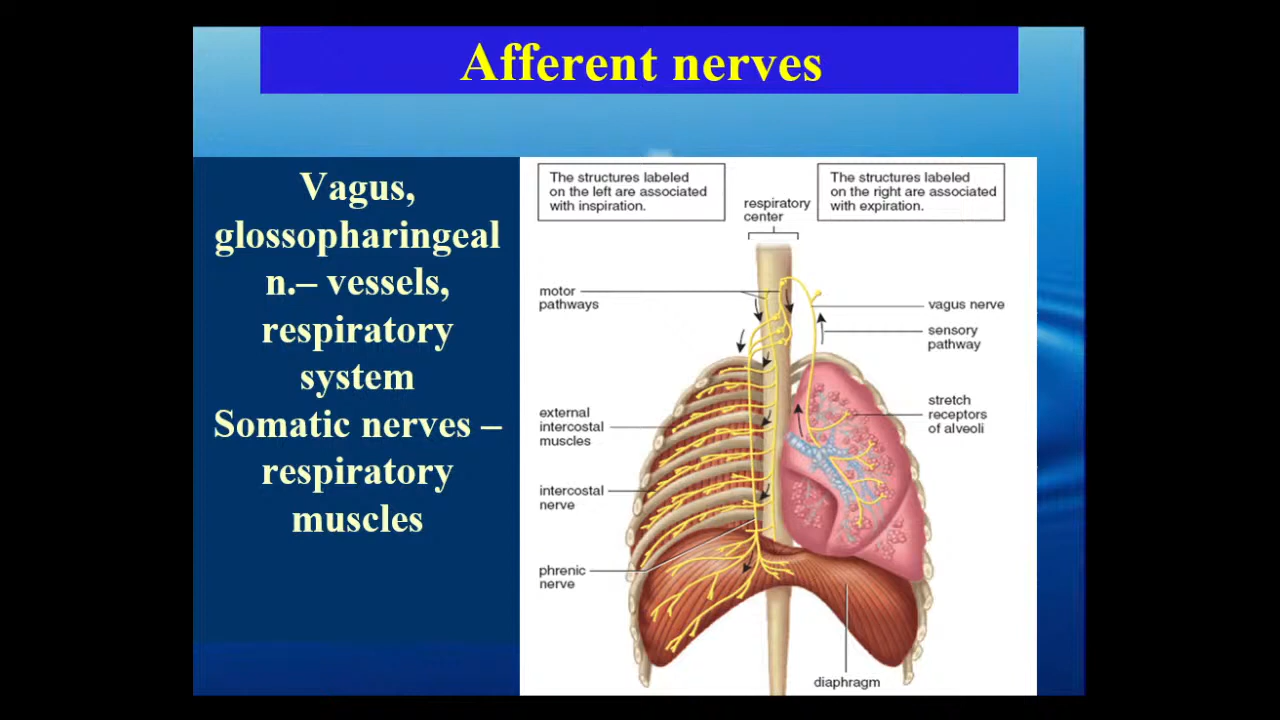 Afferent nerves
Vagus,
glossopharingeal
n.– vessels,
respiratory
system
Somatic nerves –
respiratory
muscles
The structures labeled
on the left are associated
with inspiration.
respiratory
center
The structures labeled
on the right are associated
with expiration.
motor
pathways
vagus nerve
sensory
pathway
stretch
receptors
of alveoli
external
intercostal
muscles
intercostal
nerve
phrenic
nerve
diaphragm